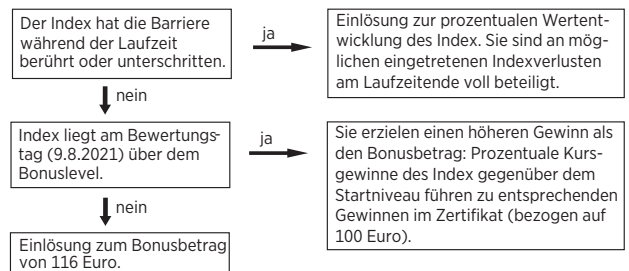 Der Index hat die Barriere
während der Laufzeit
berührt oder unterschritten.
ja
Einlösung zur prozentualen Wertent-
wicklung des Index. Sie sind an mög-
lichen eingetretenen Indexverlusten
am Laufzeitende voll beteiligt.
nein
Index liegt am Bewertungs-
tag (9.8.2021) über dem
Bonuslevel.
ja
Sie erzielen einen höheren Gewinn als
den Bonusbetrag: Prozentuale Kurs-
gewinne des Index gegenüber dem
Startniveau führen zu entsprechenden
Gewinnen im Zertifikat (bezogen auf
100 Euro).
nein
Einlösung zum Bonusbetrag
von 116 Euro.